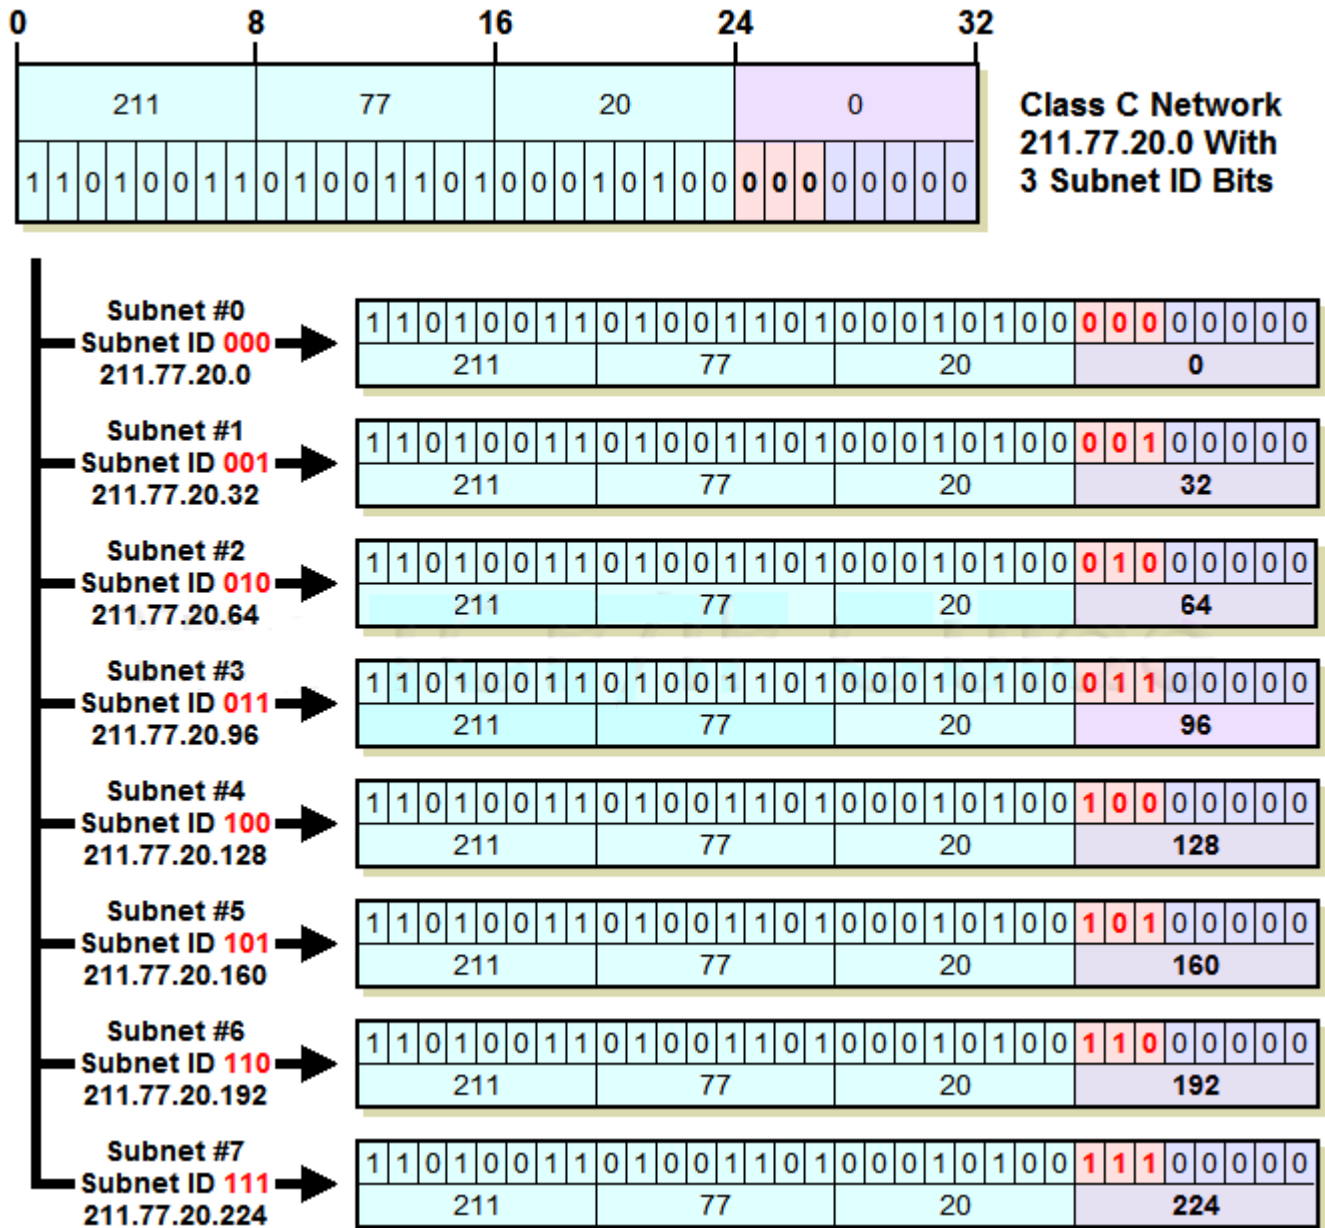 0 8 16 24 32
211 77 20 0
1 1 0 1 0 0 1 1 0 1 0 0 1 1 0 1 0 0 0 1 0 1 0 0 0 0 0 0 0 0 0 0
Class C Network
211.77.20.0 With
3 Subnet ID Bits
Subnet #0
Subnet ID 000
211.77.20.0
1 1 0 1 0 0 1 1 0 1 0 0 1 1 0 1 0 0 0 1 0 1 0 0 0 0 0 0 0 0 0 0
211 77 20 0
Subnet #1
Subnet ID 001
211.77.20.32
1 1 0 1 0 0 1 1 0 1 0 0 1 1 0 1 0 0 0 1 0 1 0 0 0 0 1 0 0 0 0 0
211 77 20 32
Subnet #2
Subnet ID 010
211.77.20.64
1 1 0 1 0 0 1 1 0 1 0 0 1 1 0 1 0 0 0 1 0 1 0 0 0 1 0 0 0 0 0 0
211 77 20 64
Subnet #3
Subnet ID 011
211.77.20.96
1 1 0 1 0 0 1 1 0 1 0 0 1 1 0 1 0 0 0 1 0 1 0 0 0 1 1 0 0 0 0 0
211 77 20 96
Subnet #4
Subnet ID 100
211.77.20.128
1 1 0 1 0 0 1 1 0 1 0 0 1 1 0 1 0 0 0 1 0 1 0 0 1 0 0 0 0 0 0 0
211 77 20 128
Subnet #5
Subnet ID 101
211.77.20.160
1 1 0 1 0 0 1 1 0 1 0 0 1 1 0 1 0 0 0 1 0 1 0 0 1 0 1 0 0 0 0 0
211 77 20 160
Subnet #6
Subnet ID 110
211.77.20.192
1 1 0 1 0 0 1 1 0 1 0 0 1 1 0 1 0 0 0 1 0 1 0 0 1 1 0 0 0 0 0 0
211 77 20 192
Subnet #7
Subnet ID 111
211.77.20.224
1 1 0 1 0 0 1 1 0 1 0 0 1 1 0 1 0 0 0 1 0 1 0 0 1 1 1 0 0 0 0 0
211 77 20 224